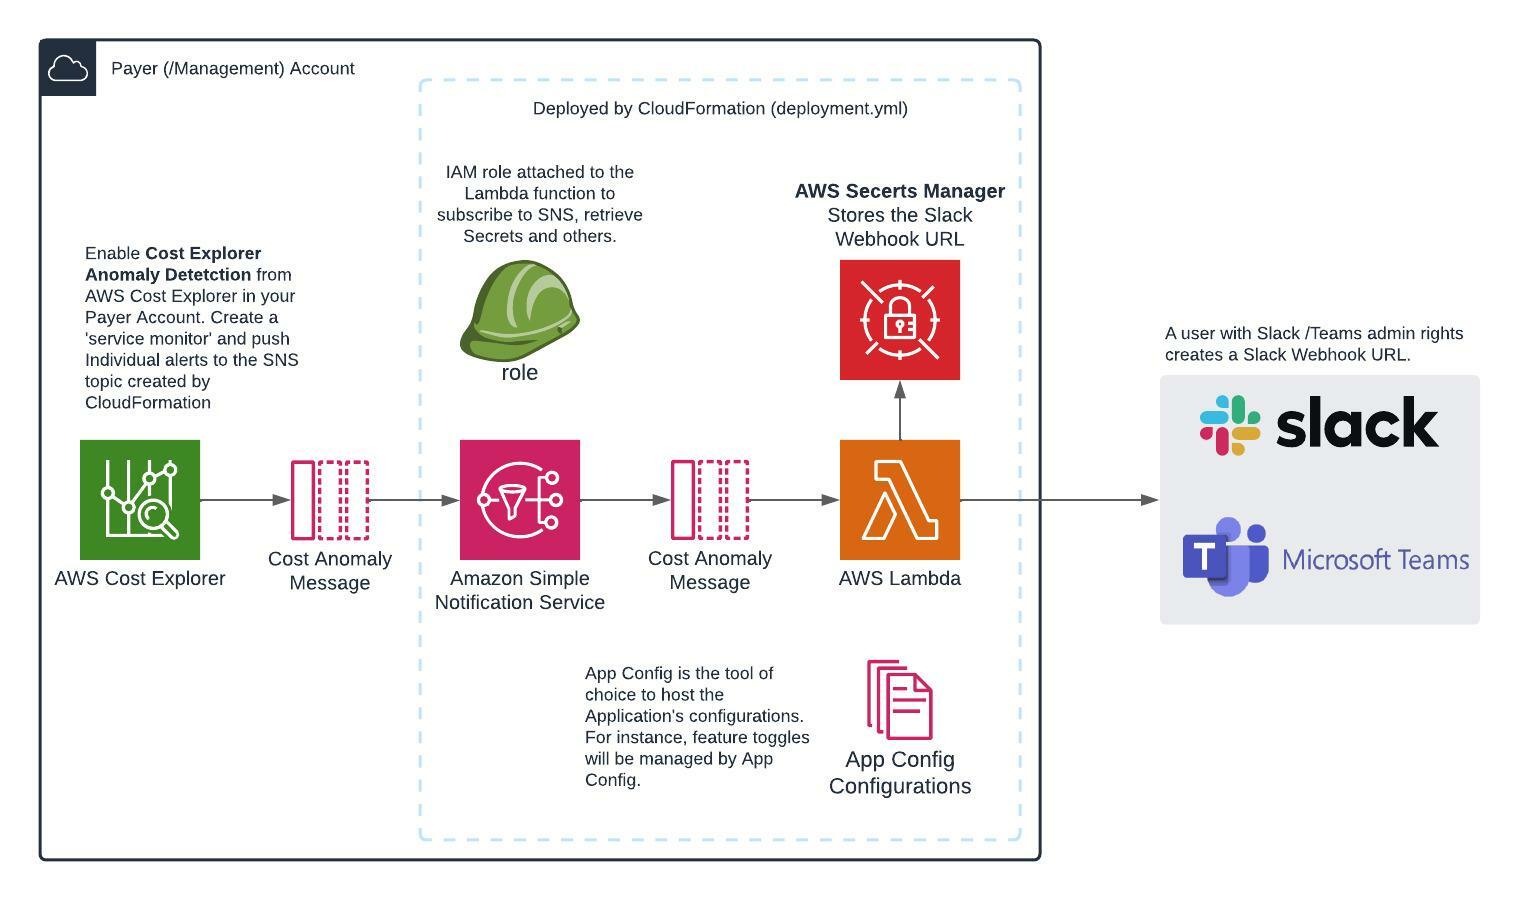 Payer (/Management) Account
Deployed by CloudFormation (deployment.yml)
IAM role attached to the
Lambda function to
subscribe to SNS, retrieve
Secrets and others.
role
AWS Secerts Manager
Stores the Slack
Webhook URL
Enable Cost Explorer
Anomaly Detetction from
AWS Cost Explorer in your
Payer Account. Create a
'service monitor' and push
Individual alerts to the SNS
topic created by
CloudFormation
A user with Slack /Teams admin rights
creates a Slack Webhook URL.
slack
T
Microsoft Teams
AWS Cost Explorer
Cost Anomaly
Message
Amazon Simple
Notification Service
Cost Anomaly
Message
AWS Lambda
App Config is the tool of
choice to host the
Application's configurations.
For instance, feature toggles
will be managed by App
Config.
App Config
Configurations